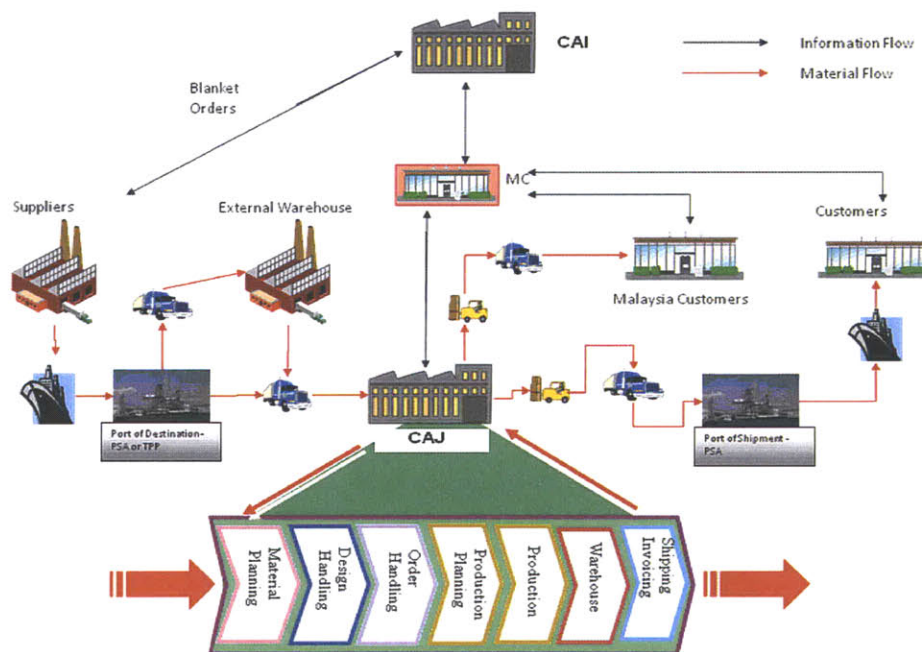 CAI
Information Flow
Material Flow
Blanket
Orders
MC
Suppliers
External Warehouse
Customers
Malaysia Customers
Port of Destination-
PSA or TPP
CAJ
Port of Shipment -
PSA
Material
Planning
Design
Handling
Order
Handling
Production
Planning
Production
Warehouse
Shipping
Invoicing